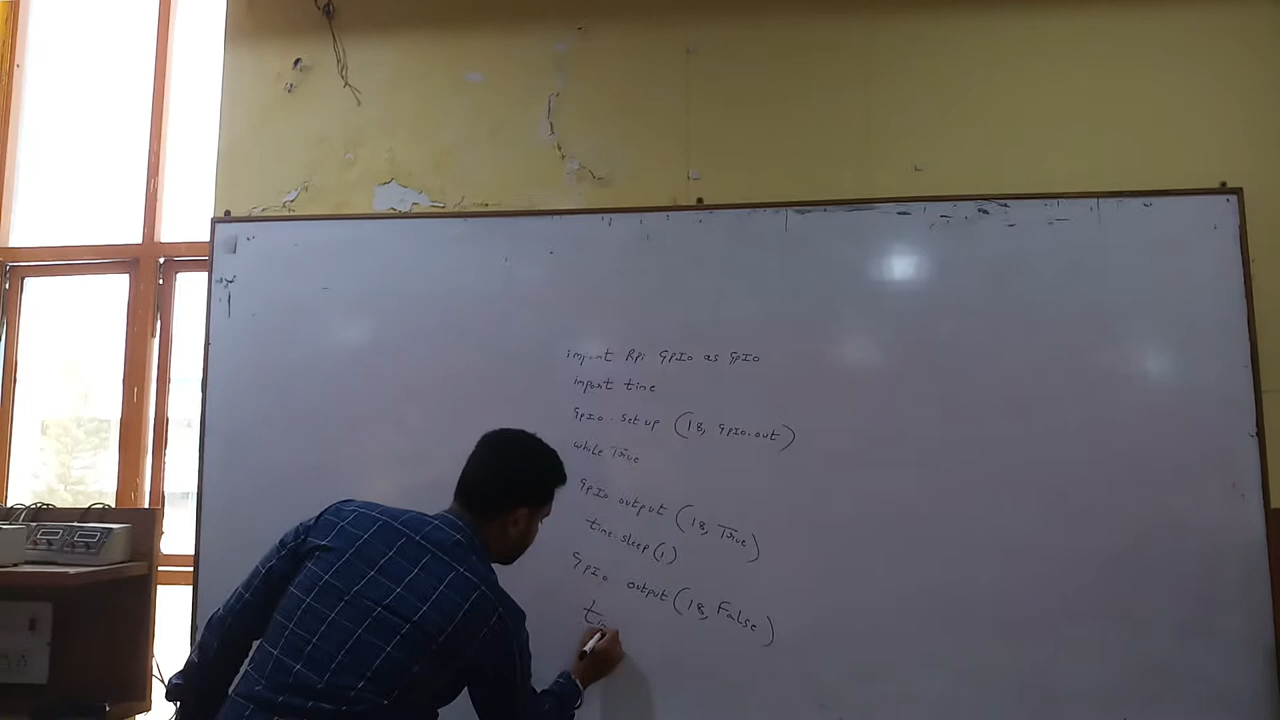 import Rpi GPIO as GPIO
import time
GPIO. setup (18, GPIO.out)
while True
GPIO output (18, True)
time.sleep(1)
GPIO output (18, False)
tim